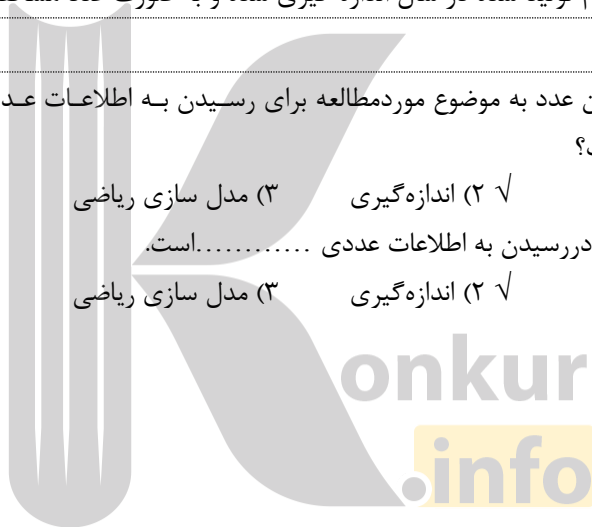 تولید شده در سال اندازه گیری شده و به صورت عدد
عدد به موضوع موردمطالعه برای رسیدن به اطلاعات
√ ۲) اندازه‌گیری ۳) مدل سازی ریاضی
دررسیدن به اطلاعات عددی ............است.
√ ۲) اندازه‌گیری ۳) مدل سازی ریاضی
onkur
.info